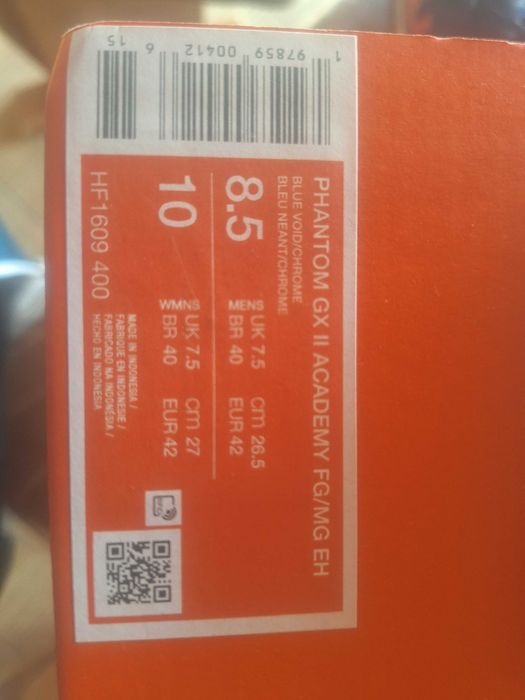 PHANTOM GX II ACADEMY FG/MG EH
BLUE VOID/CHROME
BLEU NEANT/CHROME
8.5 MENS UK 7.5 cm 26.5
BR 40 EUR 42
10 WMNS UK 7.5 cm 27
BR 40 EUR 42
HF1609 400
MADE IN INDONESIA /
FABRIQUE EN INDONESIE /
FABRICADO NA INDONÉSIA /
HECHO EN INDONESIA
1 97859 00412 6 15